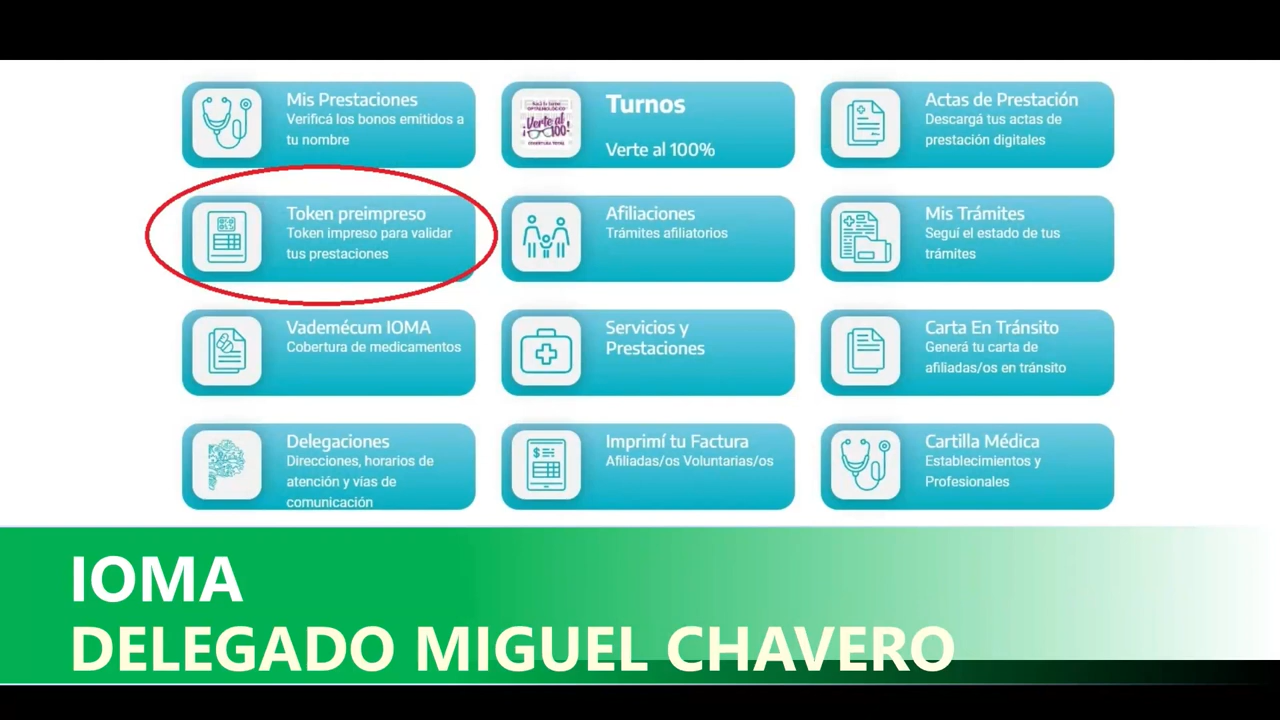 Mis Prestaciones
Verificá los bonos emitidos a
tu nombre
Verte al
100!
Turnos
Verte al 100%
Actas de Prestación
Descargá tus actas de
prestación digitales
Token preimpreso
Token impreso para validar
tus prestaciones
Afiliaciones
Trámites afiliatorios
Mis Trámites
Seguí el estado de tus
trámites
Vademécum IOMA
Cobertura de medicamentos
Servicios y
Prestaciones
Carta En Tránsito
Generá tu carta de
afiliadas/os en tránsito
Delegaciones
Direcciones, horarios de
atención y vías de
comunicación
Imprimí tu Factura
Afiliadas/os Voluntarias/os
Cartilla Médica
Establecimientos y
Profesionales
IOMA
DELEGADO MIGUEL CHAVERO